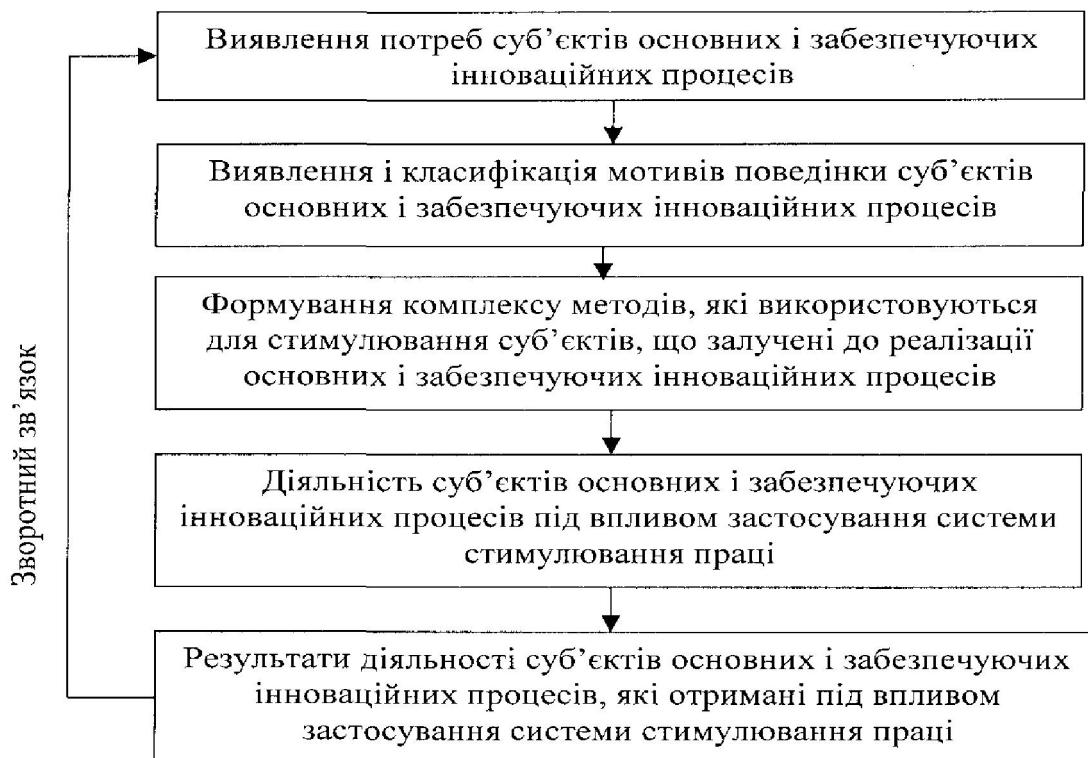 Виявлення потреб суб’єктів основних і забезпечуючих
інноваційних процесів
Виявлення і класифікація мотивів поведінки суб’єктів
основних і забезпечуючих інноваційних процесів
Формування комплексу методів, які використовуються
для стимулювання суб’єктів, що залучені до реалізації
основних і забезпечуючих інноваційних процесів
Діяльність суб’єктів основних і забезпечуючих
інноваційних процесів під впливом застосування системи
стимулювання праці
Результати діяльності суб’єктів основних і забезпечуючих
інноваційних процесів, які отримані під впливом
застосування системи стимулювання праці
Зворотний зв’язок